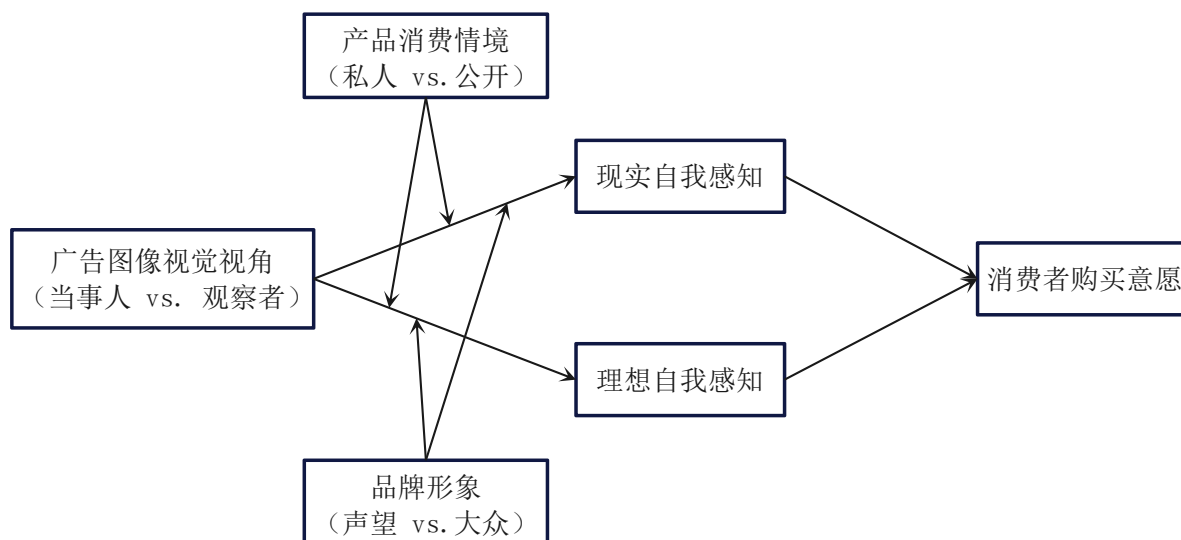 产品消费情境
（私人 vs.公开）
现实自我感知
广告图像视觉视角
（当事人 vs. 观察者）
消费者购买意愿
理想自我感知
品牌形象
（声望 vs.大众）